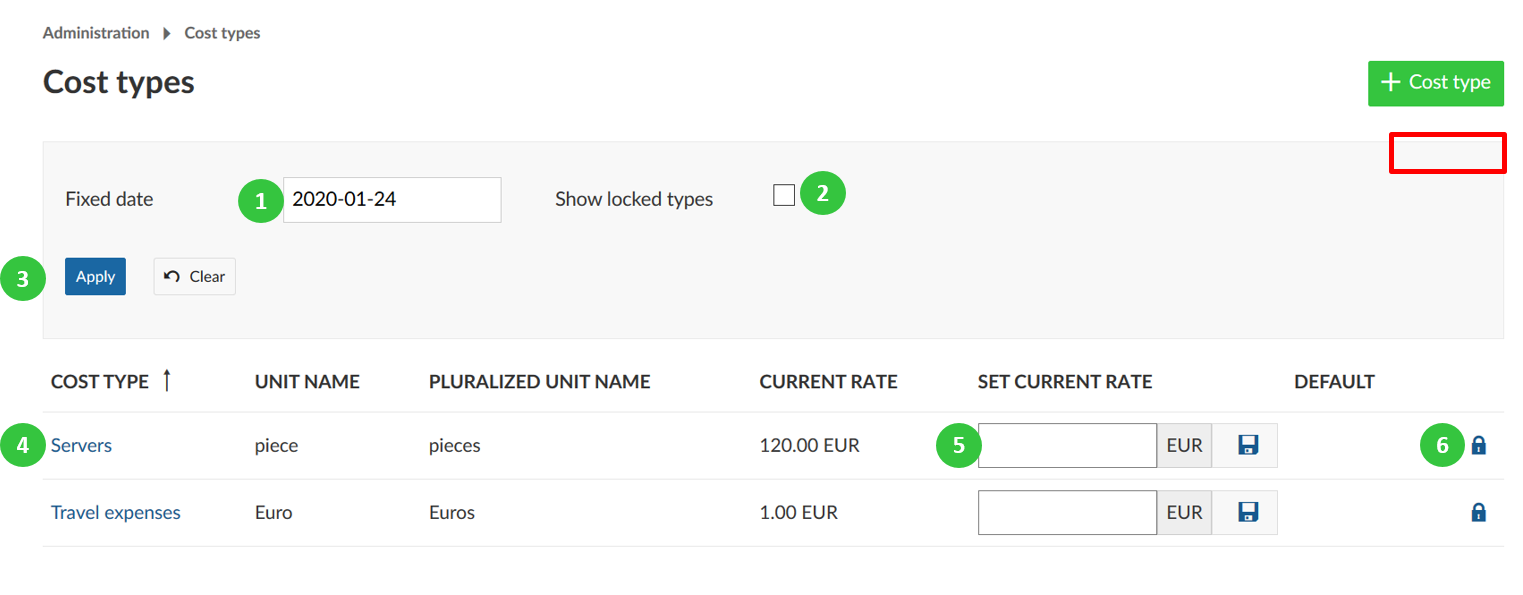 Administration Cost types
Cost types
+ Cost type
Fixed date 1 2020-01-24 Show locked types 2
3 Apply Clear
COST TYPE ↑ UNIT NAME PLURALIZED UNIT NAME CURRENT RATE SET CURRENT RATE DEFAULT
4 Servers piece pieces 120.00 EUR 5 EUR 6
Travel expenses Euro Euros 1.00 EUR EUR